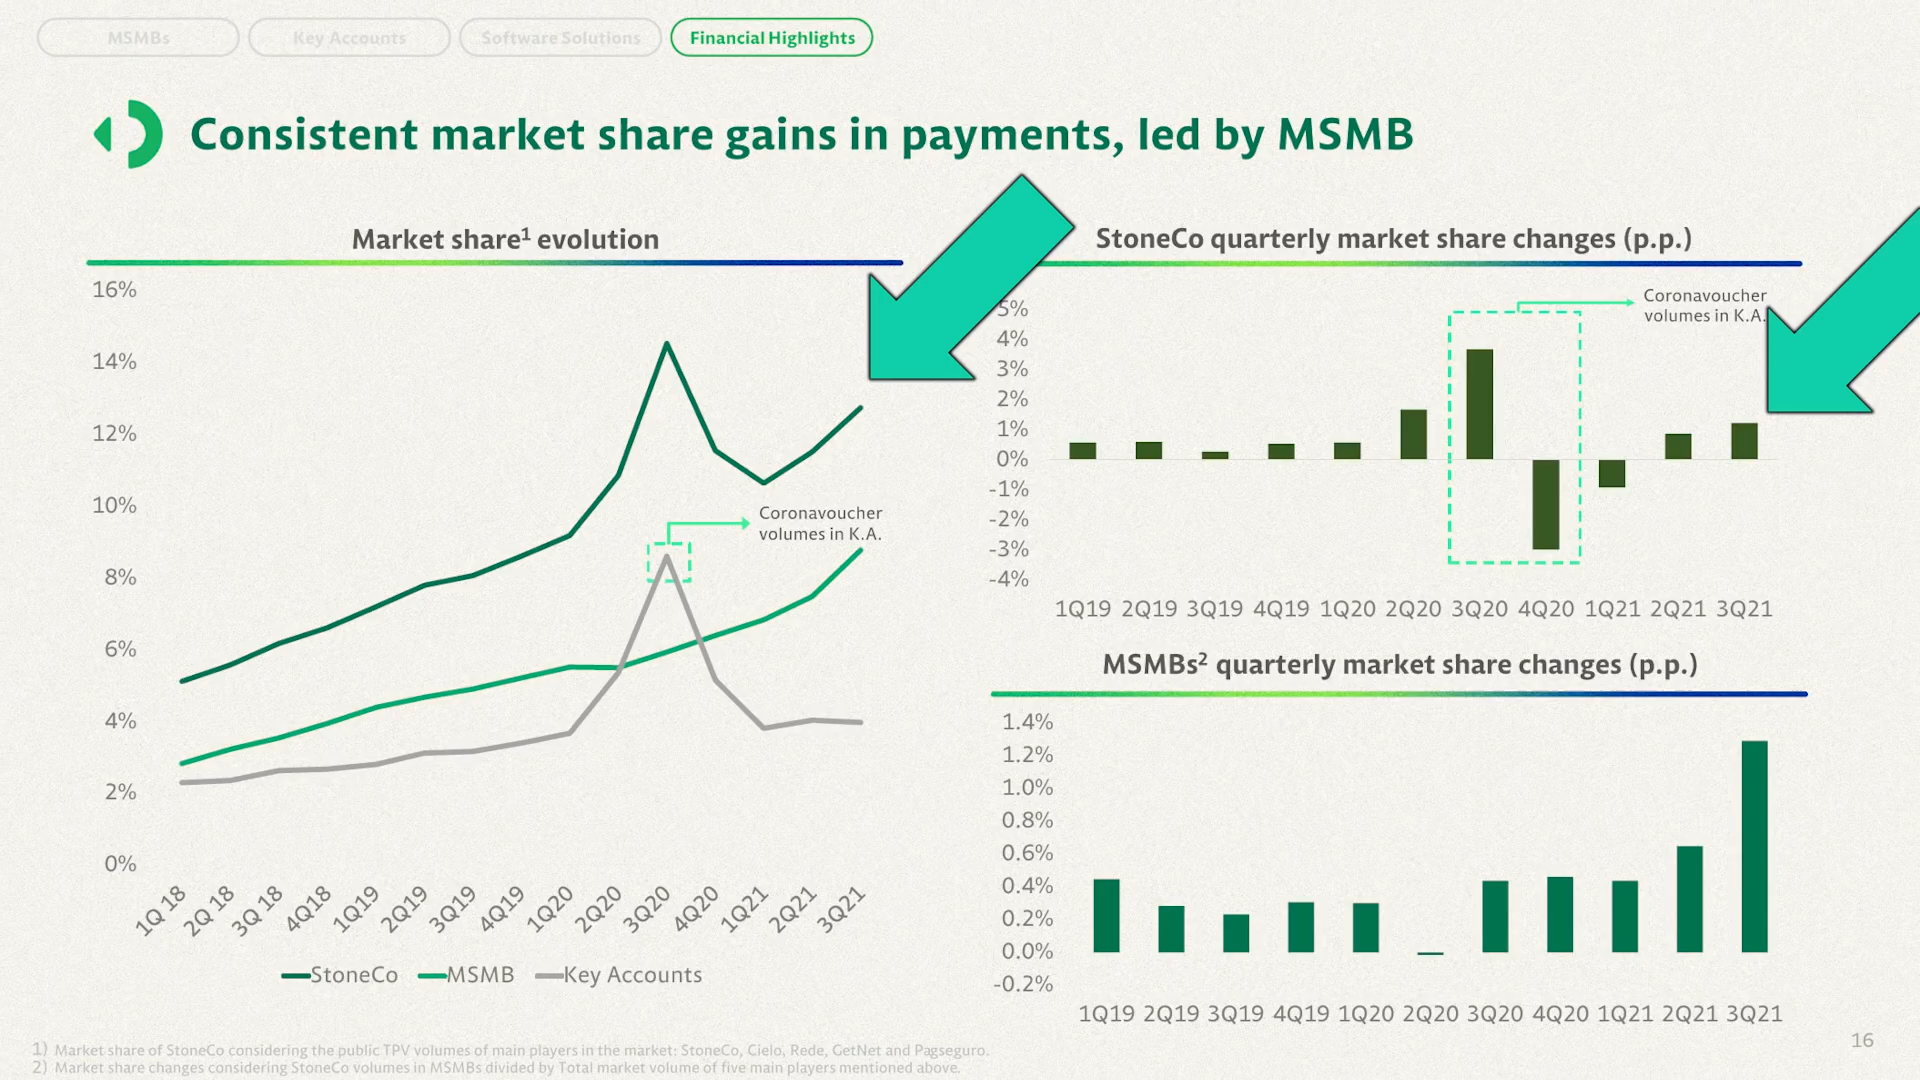 MSMBs
Key Accounts
Software Solutions
Financial Highlights
Consistent market share gains in payments, led by MSMB
Market share¹ evolution
16%
14%
12%
10%
8%
6%
4%
2%
0%
Coronavoucher
volumes in K.A.
1Q 18 2Q 18 3Q 18 4Q18 1Q19 2Q19 3Q19 4Q19 1Q20 2Q20 3Q20 4Q20 1Q21 2Q21 3Q21
StoneCo MSMB Key Accounts
StoneCo quarterly market share changes (p.p.)
5%
4%
3%
2%
1%
0%
-1%
-2%
-3%
-4%
Coronavoucher
volumes in K.A.
1Q19 2Q19 3Q19 4Q19 1Q20 2Q20 3Q20 4Q20 1Q21 2Q21 3Q21
MSMBs² quarterly market share changes (p.p.)
1.4%
1.2%
1.0%
0.8%
0.6%
0.4%
0.2%
0.0%
-0.2%
1Q19 2Q19 3Q19 4Q19 1Q20 2Q20 3Q20 4Q20 1Q21 2Q21 3Q21
1) Market share of StoneCo considering the public TPV volumes of main players in the market: StoneCo, Cielo, Rede, GetNet and Pagseguro.
2) Market share changes considering StoneCo volumes in MSMBs divided by Total market volume of five main players mentioned above.
16